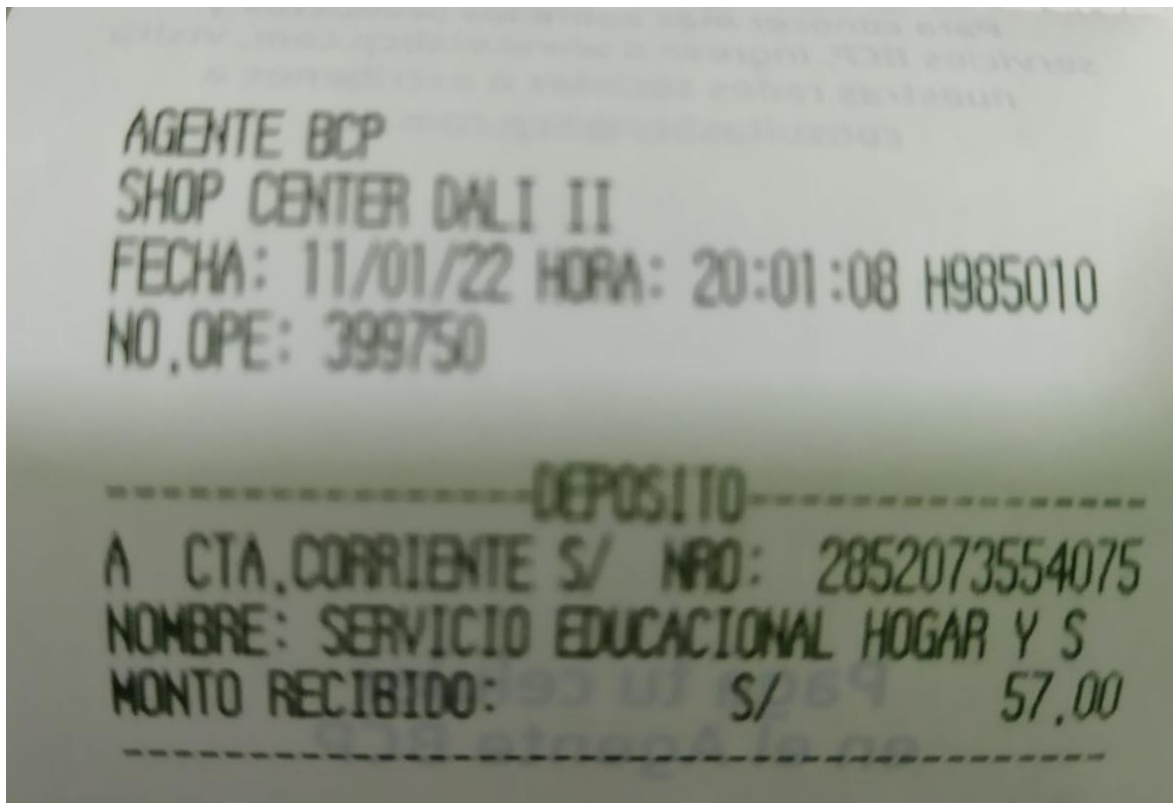 AGENTE BCP
SHOP CENTER DALI II
FECHA: 11/01/22 HORA: 20:01:08 H985010
NO.OPE: 399750
----------------DEPOSITO---------------
A CTA.CORRIENTE S/ NRO: 2852073554075
NOMBRE: SERVICIO EDUCACIONAL HOGAR Y S
MONTO RECIBIDO: S/ 57.00
---------------------------------------